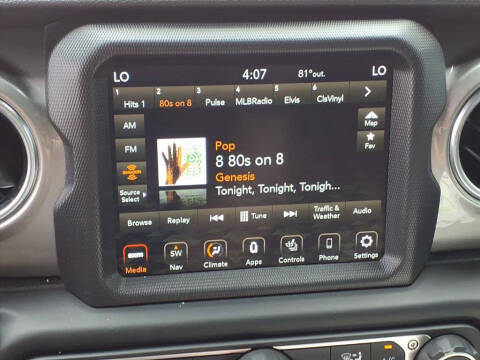 LO 4:07 81°out. LO
1 2 3 4 5 6
Hits 1 80s on 8 Pulse MLBRadio Elvis ClsVinyl
AM
Map
FM
Pop
Fav
8 80s on 8
Genesis
Source
Select
Tonight, Tonight, Tonigh...
Browse Replay Tune Traffic & Weather Audio
SW
Media Nav Climate Apps Controls Phone Settings
A/C